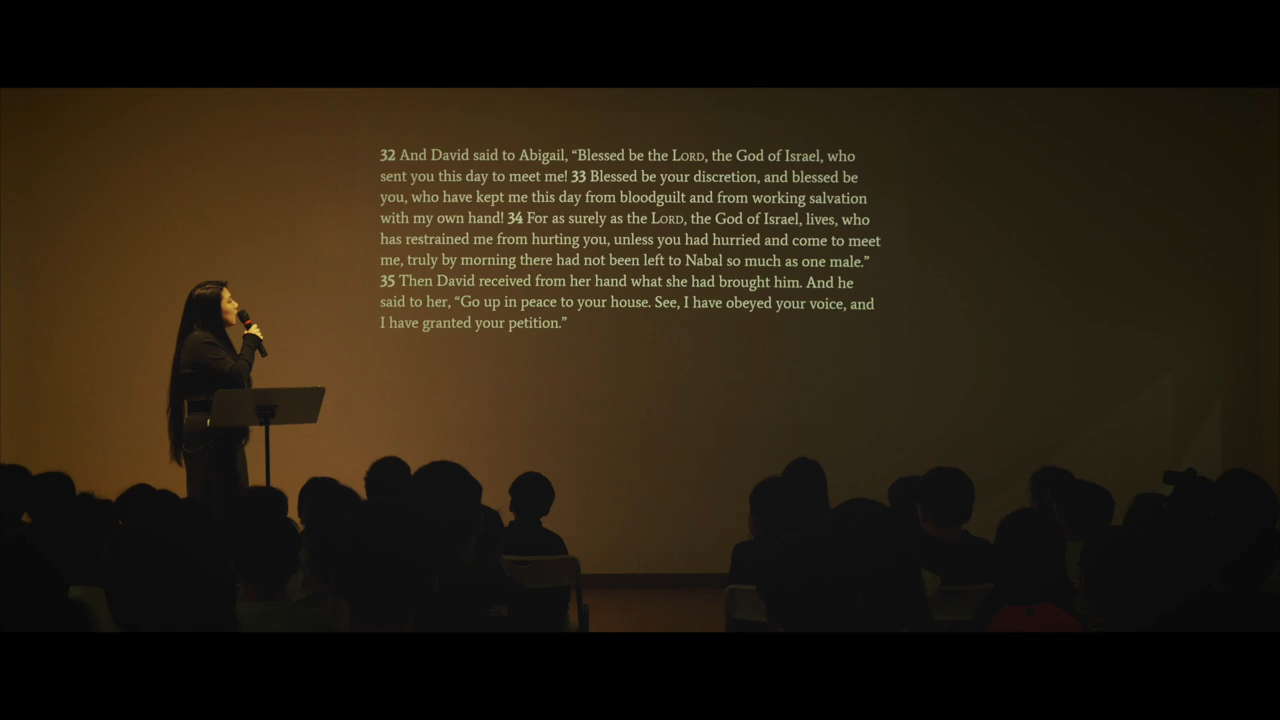 32 And David said to Abigail, “Blessed be the LORD, the God of Israel, who
sent you this day to meet me! 33 Blessed be your discretion, and blessed be
you, who have kept me this day from bloodguilt and from working salvation
with my own hand! 34 For as surely as the LORD, the God of Israel, lives, who
has restrained me from hurting you, unless you had hurried and come to meet
me, truly by morning there had not been left to Nabal so much as one male.”
35 Then David received from her hand what she had brought him. And he
said to her, “Go up in peace to your house. See, I have obeyed your voice, and
I have granted your petition.”